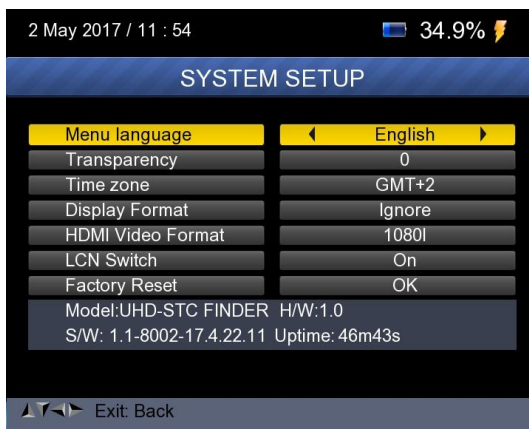 2 May 2017 / 11 : 54 34.9%
SYSTEM SETUP
Menu language English
Transparency 0
Time zone GMT+2
Display Format Ignore
HDMI Video Format 1080I
LCN Switch On
Factory Reset OK
Model:UHD-STC FINDER H/W:1.0
S/W: 1.1-8002-17.4.22.11 Uptime: 46m43s
Exit: Back